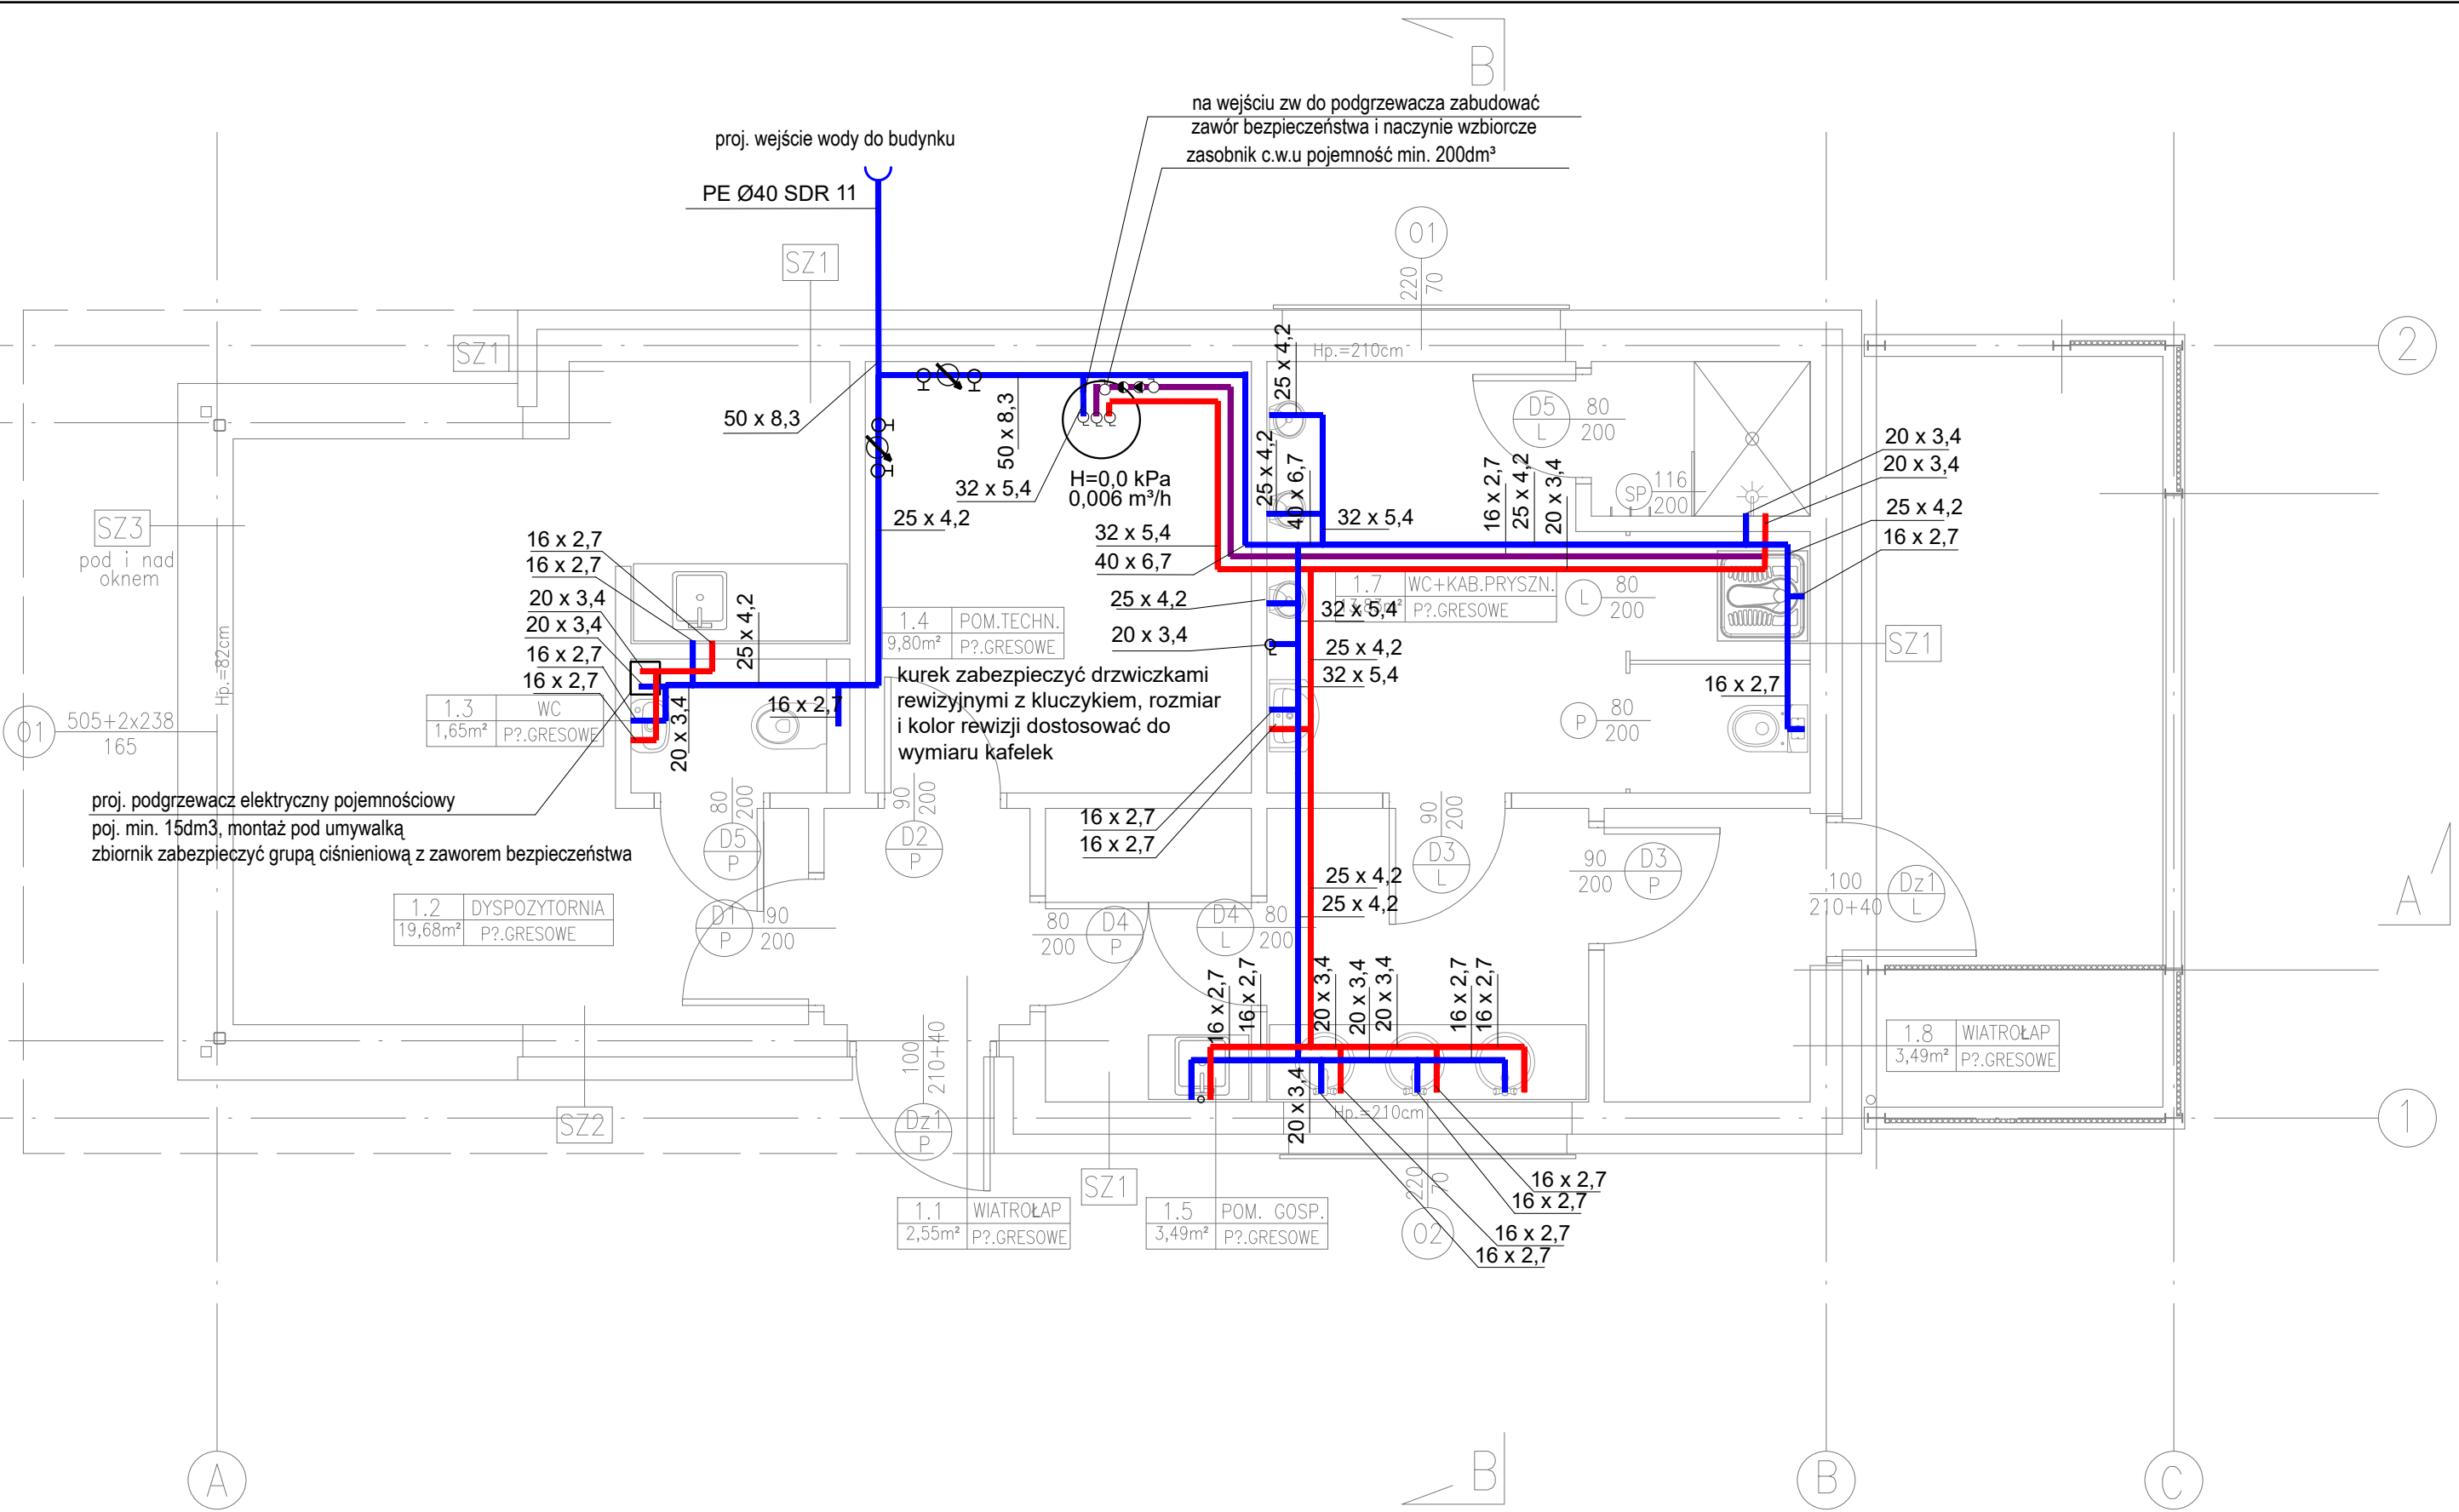 B
na wejściu zw do podgrzewacza zabudować
zawór bezpieczeństwa i naczynie wzbiorcze
zasobnik c.w.u pojemność min. 200dm³
proj. wejście wody do budynku
PE Ø40 SDR 11
SZ1
01
220
70
SZ1
Hp.=210cm
2
25 x 4,2
50 x 8,3
50 x 8,3
D5
L
80
200
25 x 4,2
40 x 6,7
16 x 2,7
25 x 4,2
20 x 3,4
20 x 3,4
20 x 3,4
H=0,0 kPa
0,006 m³/h
32 x 5,4
SP
116
200
25 x 4,2
16 x 2,7
25 x 4,2
32 x 5,4
32 x 5,4
40 x 6,7
SZ3
pod i nad
oknem
16 x 2,7
16 x 2,7
20 x 3,4
20 x 3,4
16 x 2,7
16 x 2,7
25 x 4,2
1.4
POM.TECHN.
9,80m²
P?.GRESOWE
25 x 4,2
20 x 3,4
1.7
WC+KAB.PRYSZN.
P?.GRESOWE
L
80
200
32 x 5,4
25 x 4,2
32 x 5,4
SZ1
16 x 2,7
Hp.=82cm
kurek zabezpieczyć drzwiczkami
rewizyjnymi z kluczykiem, rozmiar
i kolor rewizji dostosować do
wymiaru kafelek
1.3
WC
1,65m²
P?.GRESOWE
20 x 3,4
16 x 2,7
01
505+2x238
165
P
80
200
proj. podgrzewacz elektryczny pojemnościowy
poj. min. 15dm3, montaż pod umywalką
zbiornik zabezpieczyć grupą ciśnieniową z zaworem bezpieczeństwa
80
200
D5
P
90
200
D2
P
16 x 2,7
16 x 2,7
90
200
D3
L
90
200
D3
P
25 x 4,2
25 x 4,2
100
210+40
Dz1
L
A
1.2
DYSPOZYTORNIA
19,68m²
P?.GRESOWE
D1
P
90
200
80
200
D4
P
D4
L
80
200
16 x 2,7
16 x 2,7
20 x 3,4
20 x 3,4
20 x 3,4
16 x 2,7
16 x 2,7
100
210+40
1.8
WIATROŁAP
3,49m²
P?.GRESOWE
20 x 3,4
Hp.=210cm
SZ2
Dz1
P
1
SZ1
220
70
02
16 x 2,7
16 x 2,7
16 x 2,7
16 x 2,7
1.1
WIATROŁAP
2,55m²
P?.GRESOWE
1.5
POM. GOSP.
3,49m²
P?.GRESOWE
A
B
B
C